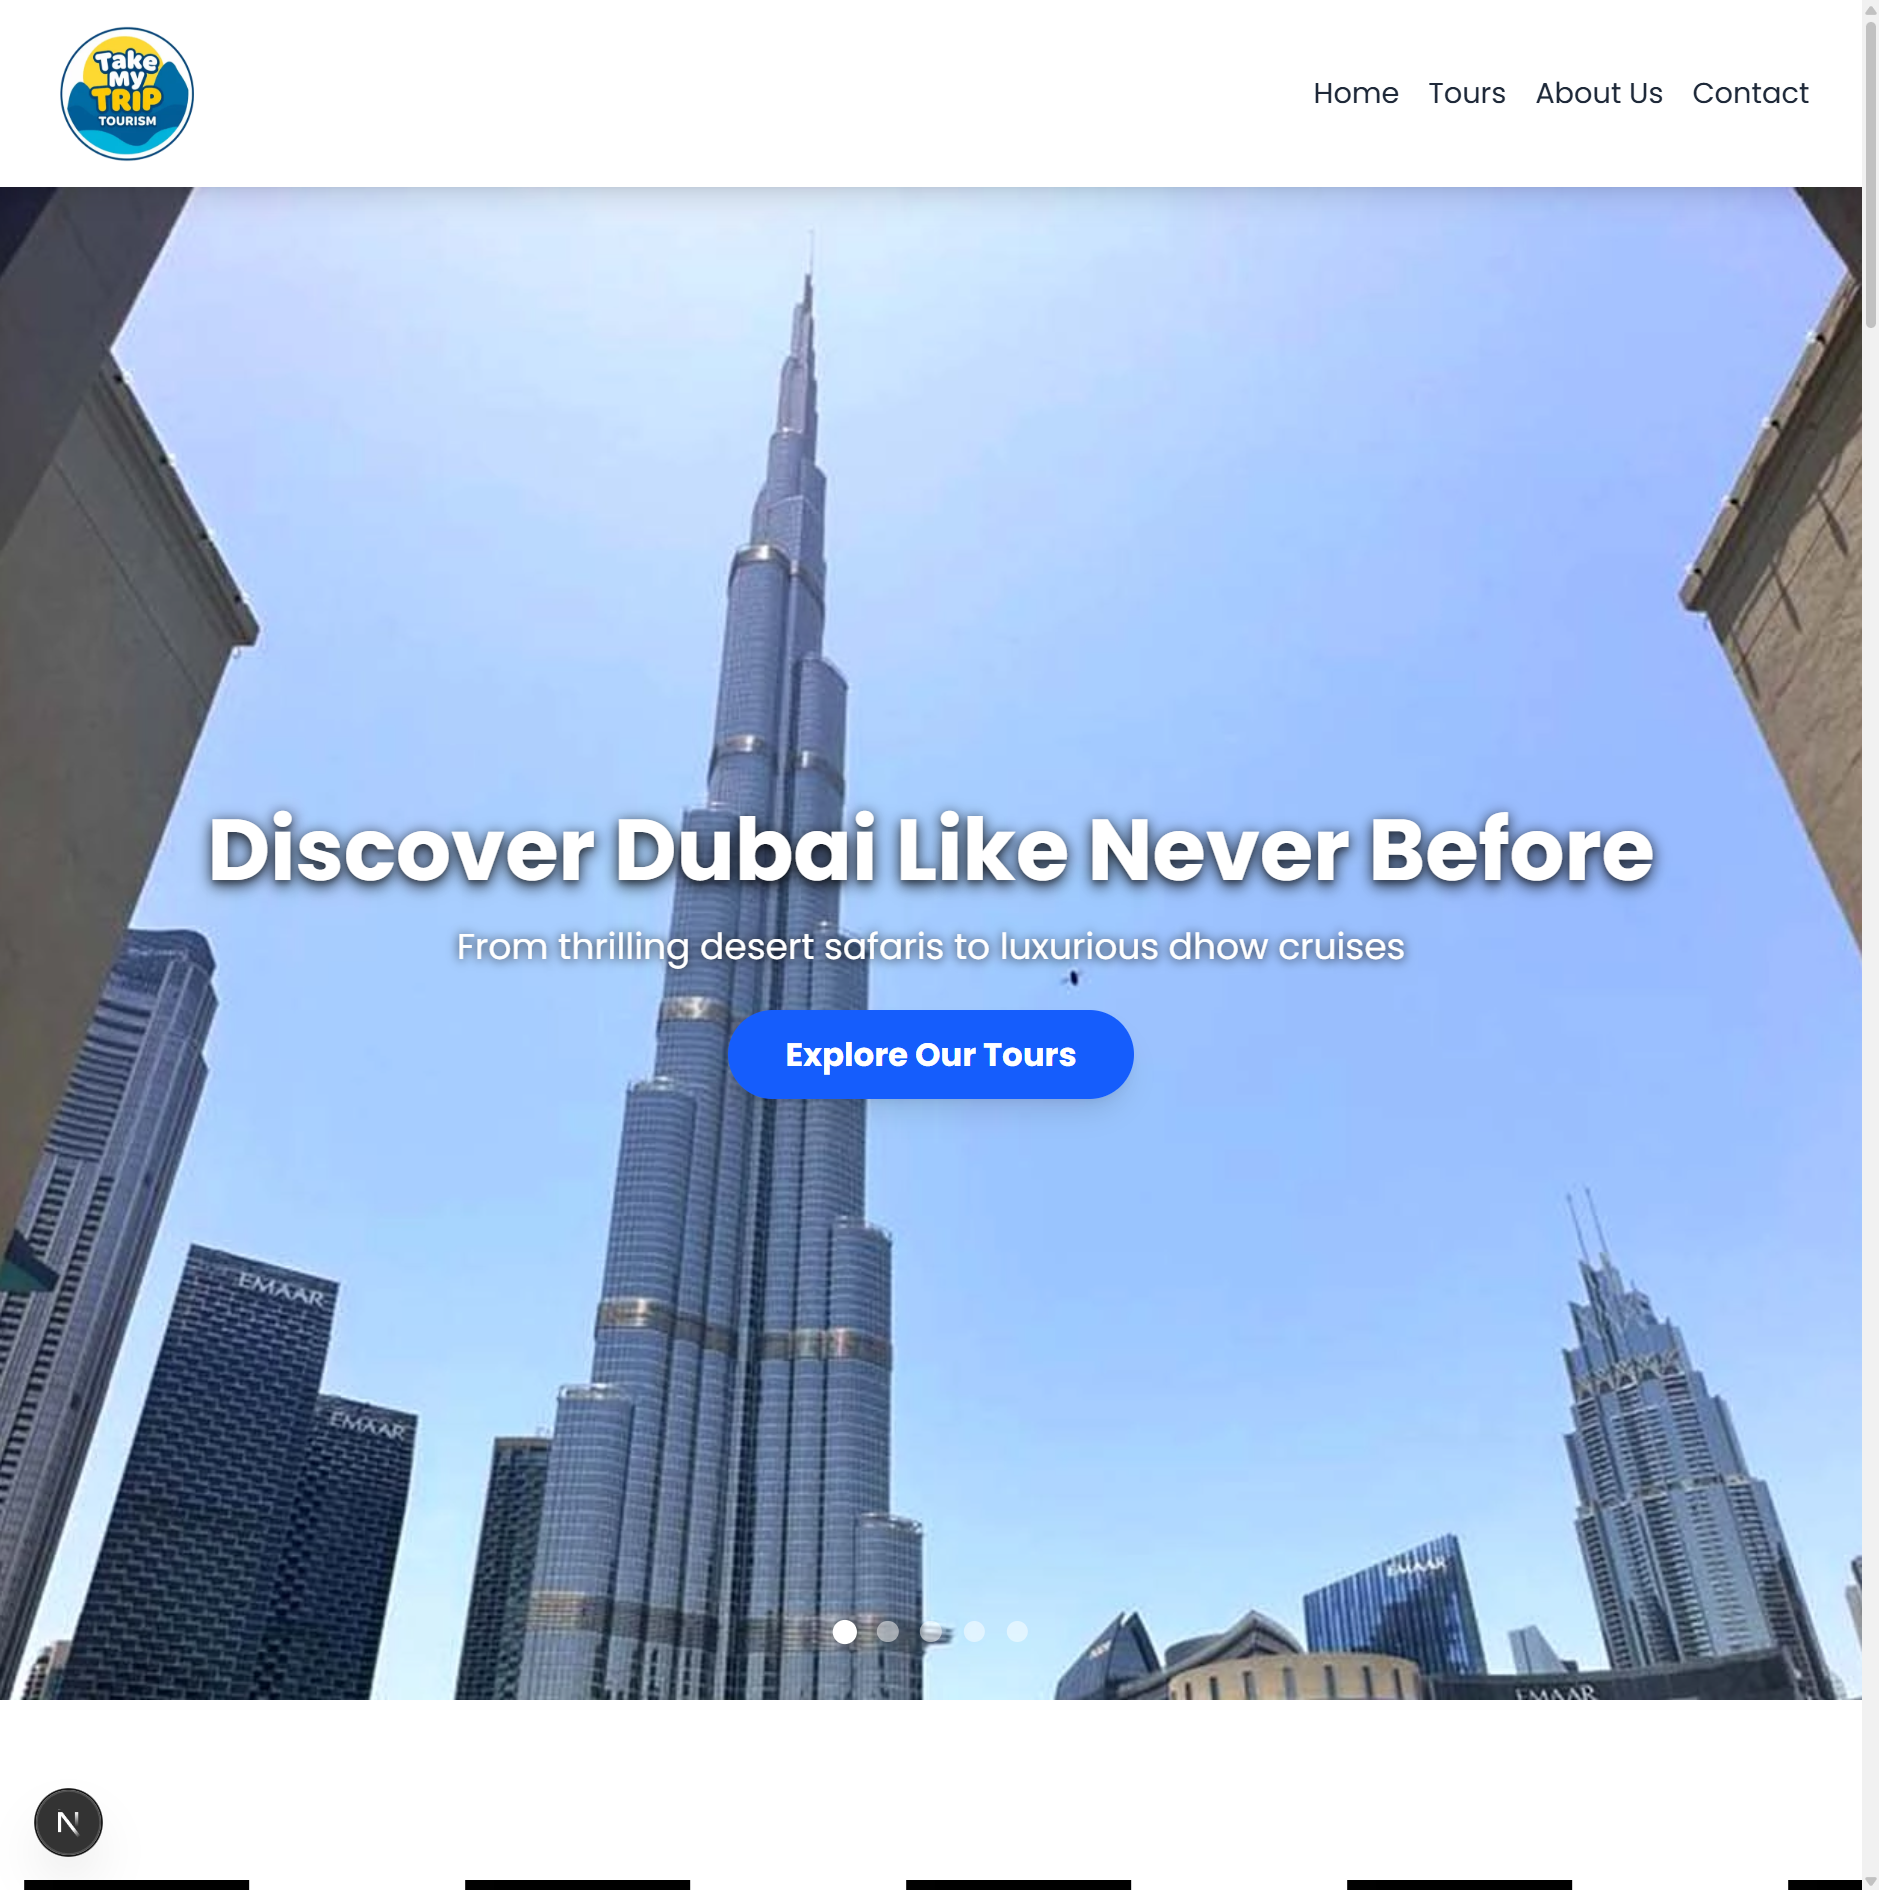 Take
My
TRIP
TOURISM
Home Tours About Us Contact
Discover Dubai Like Never Before
From thrilling desert safaris to luxurious dhow cruises
Explore Our Tours
EMAAR
EMAAR
EMAAR
EMAAR
N